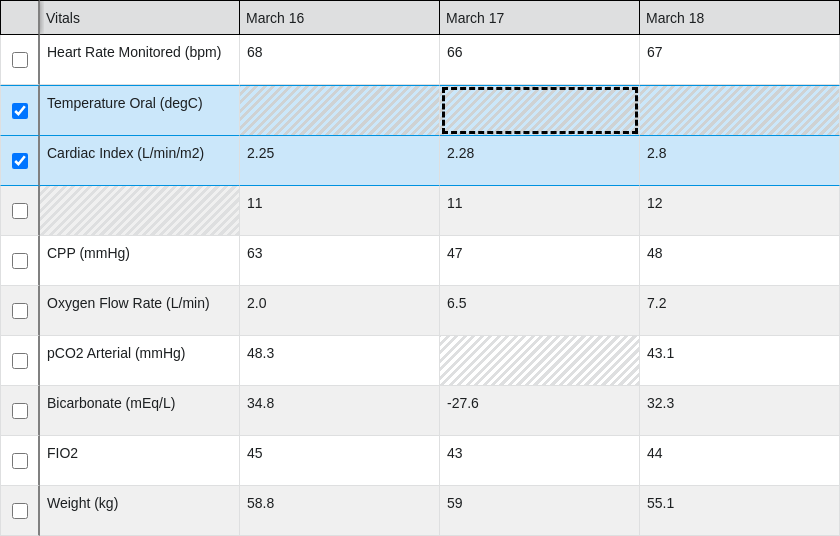 Vitals March 16 March 17 March 18
Heart Rate Monitored (bpm) 68 66 67
Temperature Oral (degC)
Cardiac Index (L/min/m2) 2.25 2.28 2.8
11 11 12
CPP (mmHg) 63 47 48
Oxygen Flow Rate (L/min) 2.0 6.5 7.2
pCO2 Arterial (mmHg) 48.3 43.1
Bicarbonate (mEq/L) 34.8 -27.6 32.3
FIO2 45 43 44
Weight (kg) 58.8 59 55.1